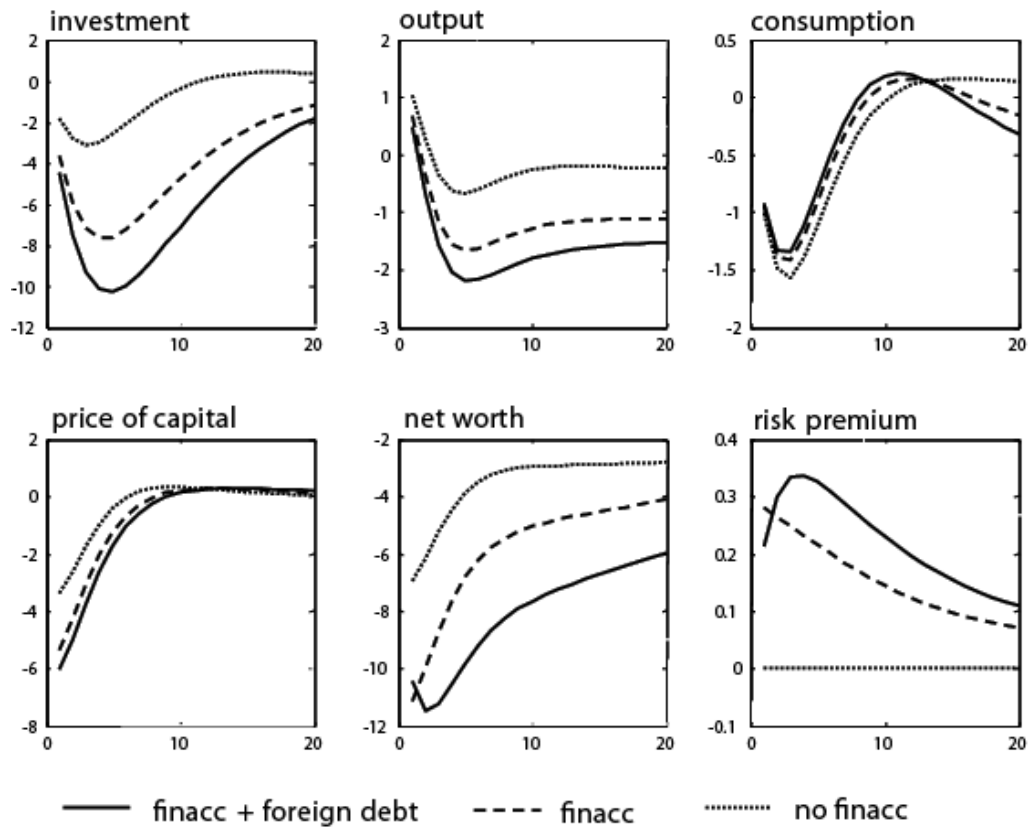 investment output consumption
2 2 0.5
0 1 0
-2 0 -0.5
-4 -1 -1
-6 -2 -1.5
-8 -3 -2
-10
-12
0 10 20 0 10 20 0 10 20
price of capital net worth risk premium
2 -2 0.4
0 -4 0.3
-2 -6 0.2
-4 -8 0.1
-6 -10 0
-8 -12 -0.1
0 10 20 0 10 20 0 10 20
finacc + foreign debt finacc no finacc